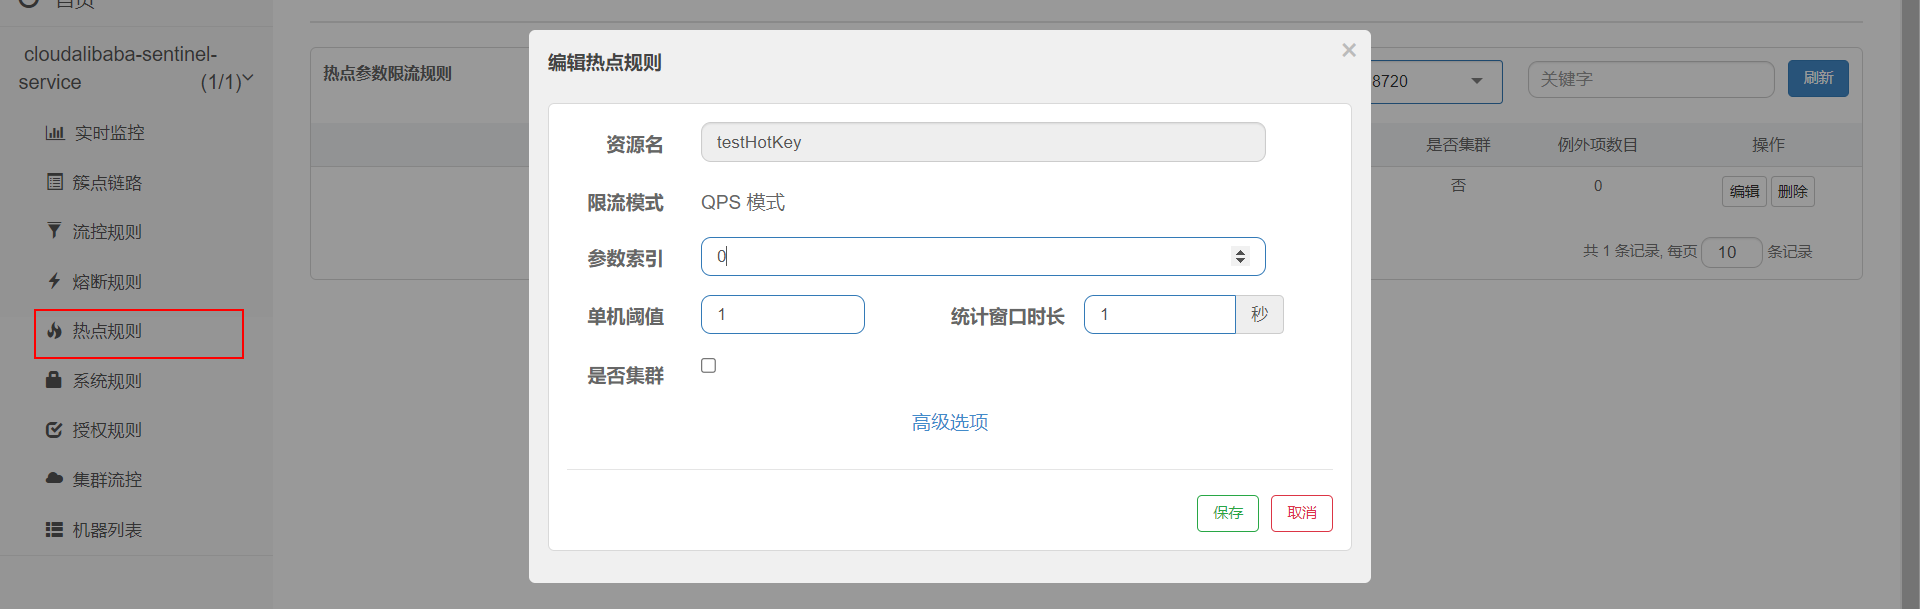 首页
cloudalibaba-sentinel-
service (1/1)
实时监控
簇点链路
流控规则
熔断规则
热点规则
系统规则
授权规则
集群流控
机器列表
热点参数限流规则
8720
关键字
刷新
是否集群 例外项数目 操作
否 0 编辑 删除
共 1 条记录, 每页 10 条记录
编辑热点规则 ×
资源名 testHotKey
限流模式 QPS 模式
参数索引 0
单机阈值 1 统计窗口时长 1 秒
是否集群
高级选项
保存 取消